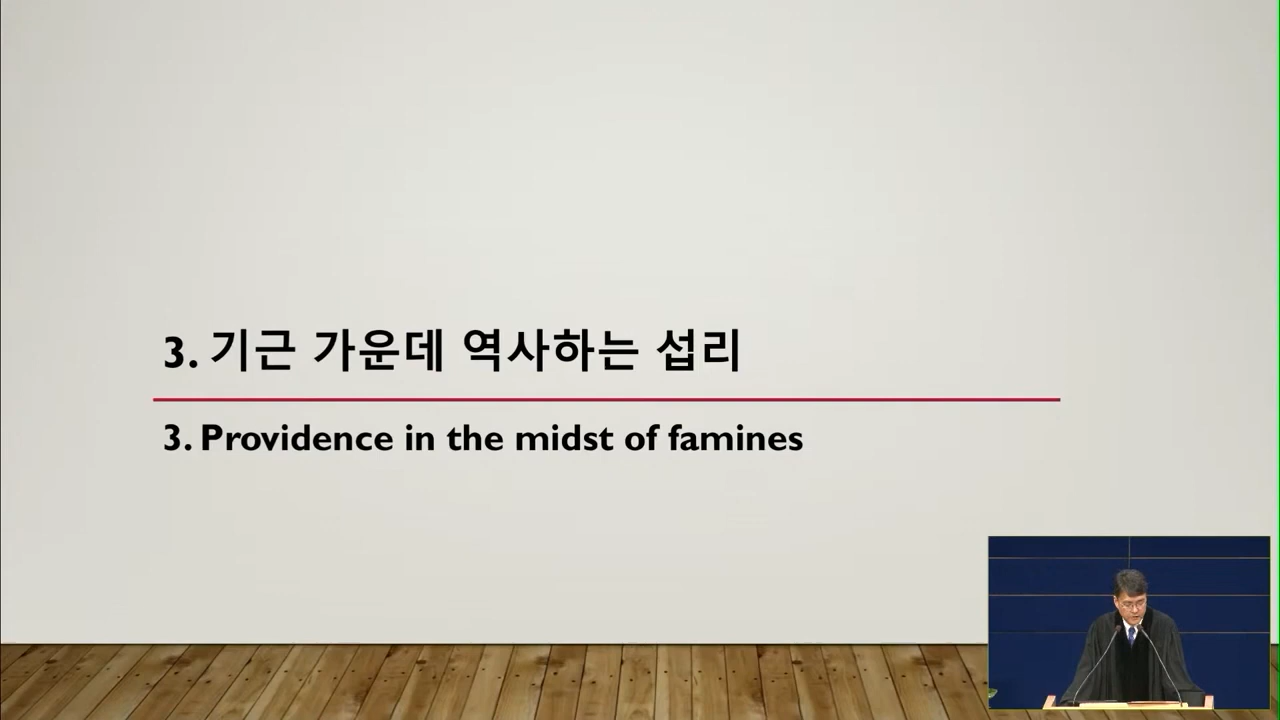 3. 기근 가운데 역사하는 섭리
3. Providence in the midst of famines